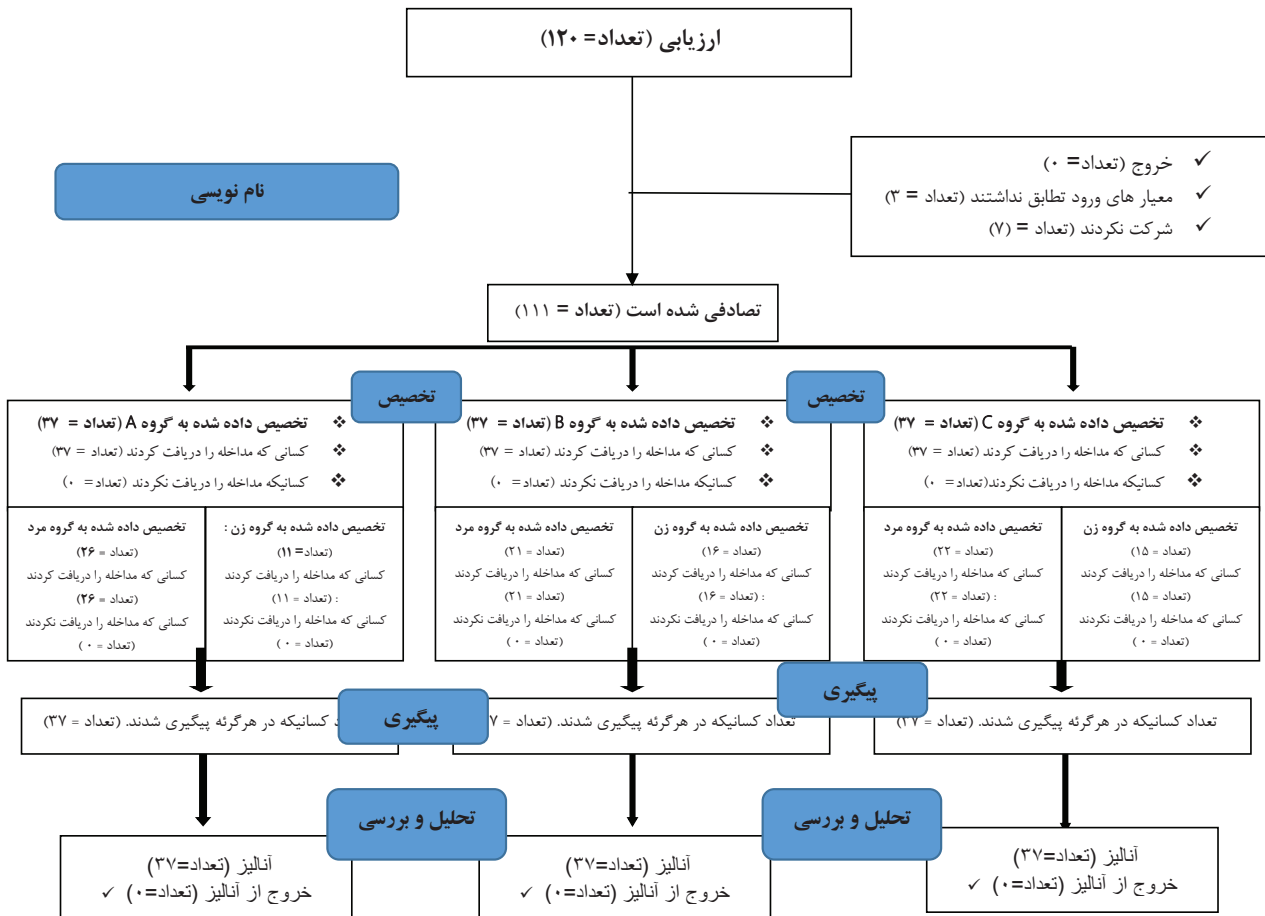 ارزیابی (تعداد= ۱۲۰)
خروج (تعداد= ۰)
معیار های ورود تطابق نداشتند (تعداد = ۳)
شرکت نکردند (تعداد = (۷)
نام نویسی
تصادفی شده است (تعداد = ۱۱۱)
تخصیص
تخصیص
تخصیص داده شده به گروه C (تعداد = ۳۷)
کسانی که مداخله را دریافت کردند (تعداد = ۳۷)
کسانیکه مداخله را دریافت نکردند(تعداد= ۰)
تخصیص داده شده به گروه B (تعداد = ۳۷)
کسانی که مداخله را دریافت کردند (تعداد = ۳۷)
کسانیکه مداخله را دریافت نکردند (تعداد= ۰)
تخصیص داده شده به گروه A (تعداد = ۳۷)
کسانی که مداخله را دریافت کردند (تعداد = ۳۷)
کسانیکه مداخله را دریافت نکردند (تعداد= ۰)
تخصیص داده شده به گروه زن
(تعداد = ۱۵)
کسانی که مداخله را دریافت کردند
(تعداد = ۱۵)
کسانی که مداخله را دریافت نکردند
(تعداد = ۰)
تخصیص داده شده به گروه مرد
(تعداد = ۲۲)
کسانی که مداخله را دریافت کردند
: (تعداد = ۲۲)
کسانی که مداخله را دریافت نکردند
(تعداد = ۰)
تخصیص داده شده به گروه زن
(تعداد = ۱۶)
کسانی که مداخله را دریافت کردند
: (تعداد = ۱۶)
کسانی که مداخله را دریافت نکردند
(تعداد = ۰)
تخصیص داده شده به گروه مرد
(تعداد = ۲۱)
کسانی که مداخله را دریافت کردند
(تعداد = ۲۱)
کسانی که مداخله را دریافت نکردند
(تعداد = ۰)
تخصیص داده شده به گروه زن :
(تعداد= ۱۱)
کسانی که مداخله را دریافت کردند
: (تعداد = ۱۱)
کسانی که مداخله را دریافت نکردند
(تعداد = ۰)
تخصیص داده شده به گروه مرد
(تعداد = ۲۶)
کسانی که مداخله را دریافت کردند
(تعداد = ۲۶)
کسانی که مداخله را دریافت نکردند
(تعداد = ۰)
پیگیری
پیگیری
تعداد کسانیکه در هرگرئه پیگیری شدند. (تعداد = ۳۷)
تعداد کسانیکه در هرگرئه پیگیری شدند. (تعداد = ۷
کسانیکه در هرگرئه پیگیری شدند. (تعداد = ۳۷)
تحلیل و بررسی
تحلیل و بررسی
آنالیز (تعداد=۳۷)
خروج از آنالیز (تعداد=۰)
آنالیز (تعداد=۳۷)
خروج از آنالیز (تعداد=۰)
آنالیز (تعداد=۳۷)
خروج از آنالیز (تعداد=۰)